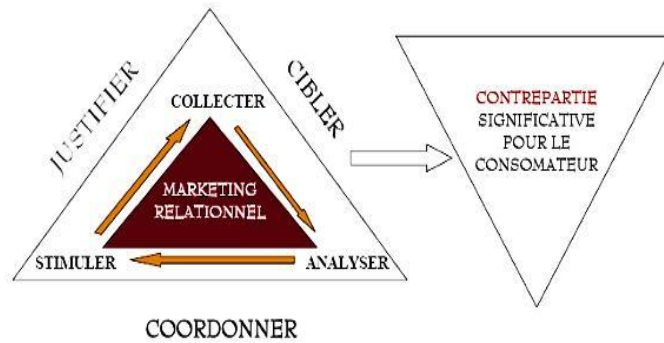 JUSTIFIER
CIBLER
COLLECTER
MARKETING
RELATIONNEL
STIMULER
ANALYSER
COORDONNER
CONTREPARTIE
SIGNIFICATIVE
POUR LE
CONSOMATEUR